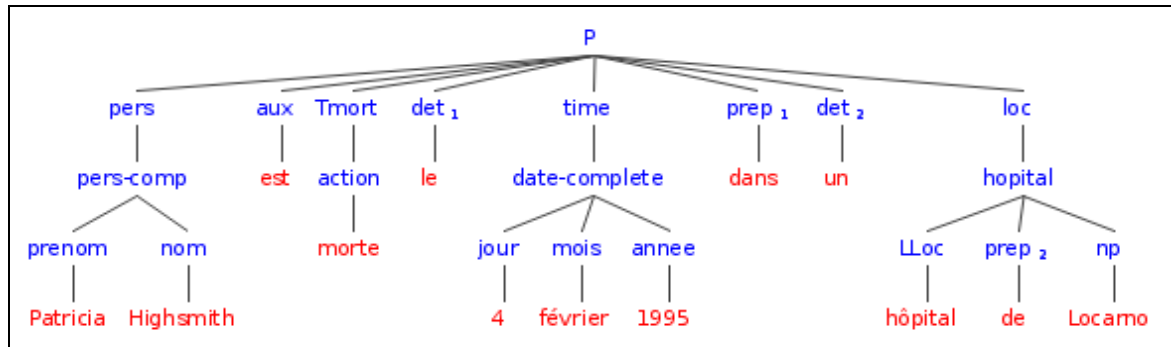 P
pers aux Tmort det ₁ time prep ₁ det ₂ loc
pers-comp est action le date-complete dans un hopital
prenom nom morte jour mois annee LLoc prep ₂ np
Patricia Highsmith 4 février 1995 hôpital de Locarno